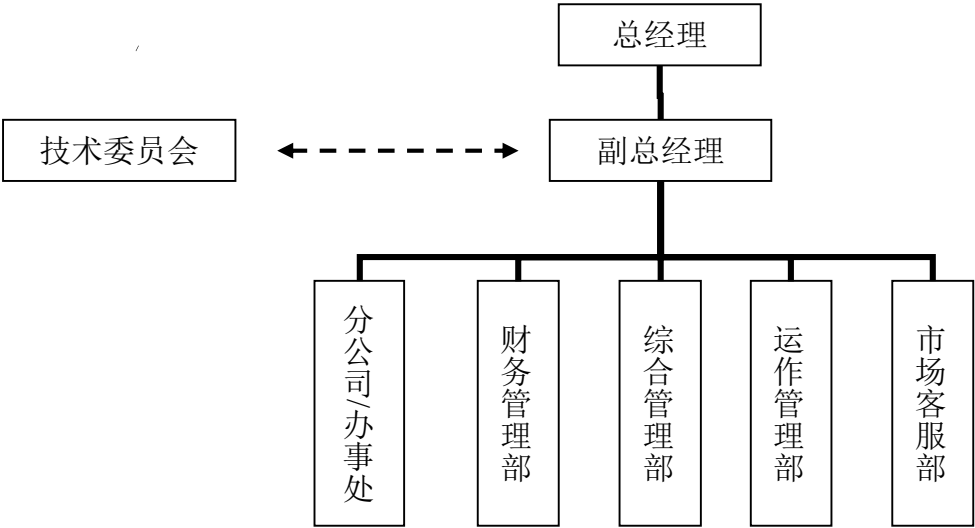 总经理
/
技术委员会
副总经理
分公司/办事处
财务管理部
综合管理部
运作管理部
市场客服部